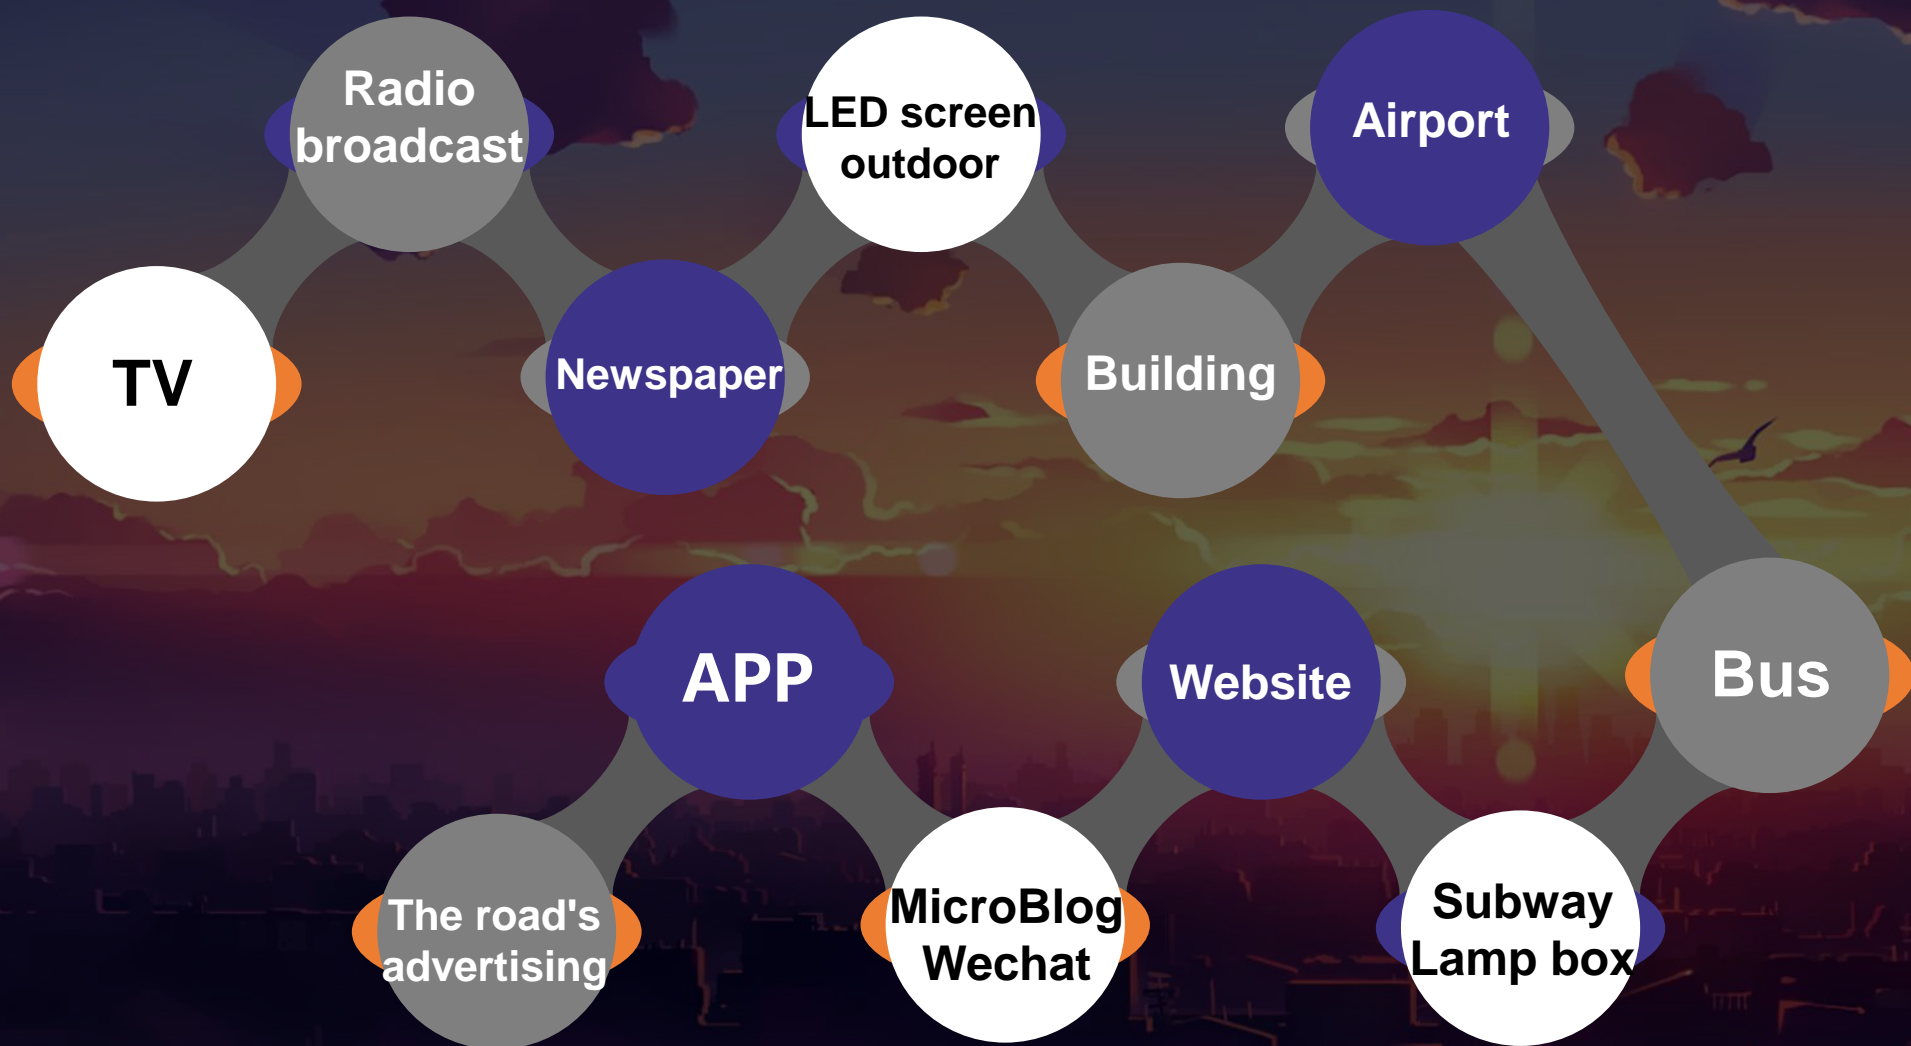 Radio
broadcast
LED screen
outdoor
Airport
TV
Newspaper
Building
APP
Website
Bus
The road's
advertising
MicroBlog
Wechat
Subway
Lamp box